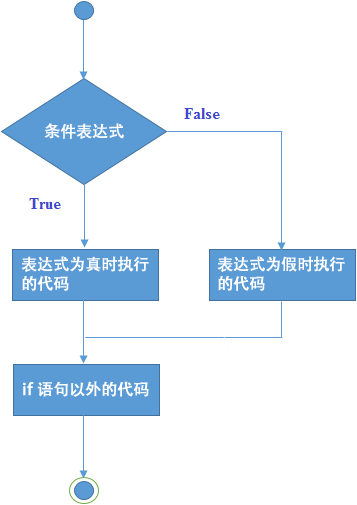 条件表达式
False
True
表达式为真时执行
的代码
表达式为假时执行
的代码
if 语句以外的代码